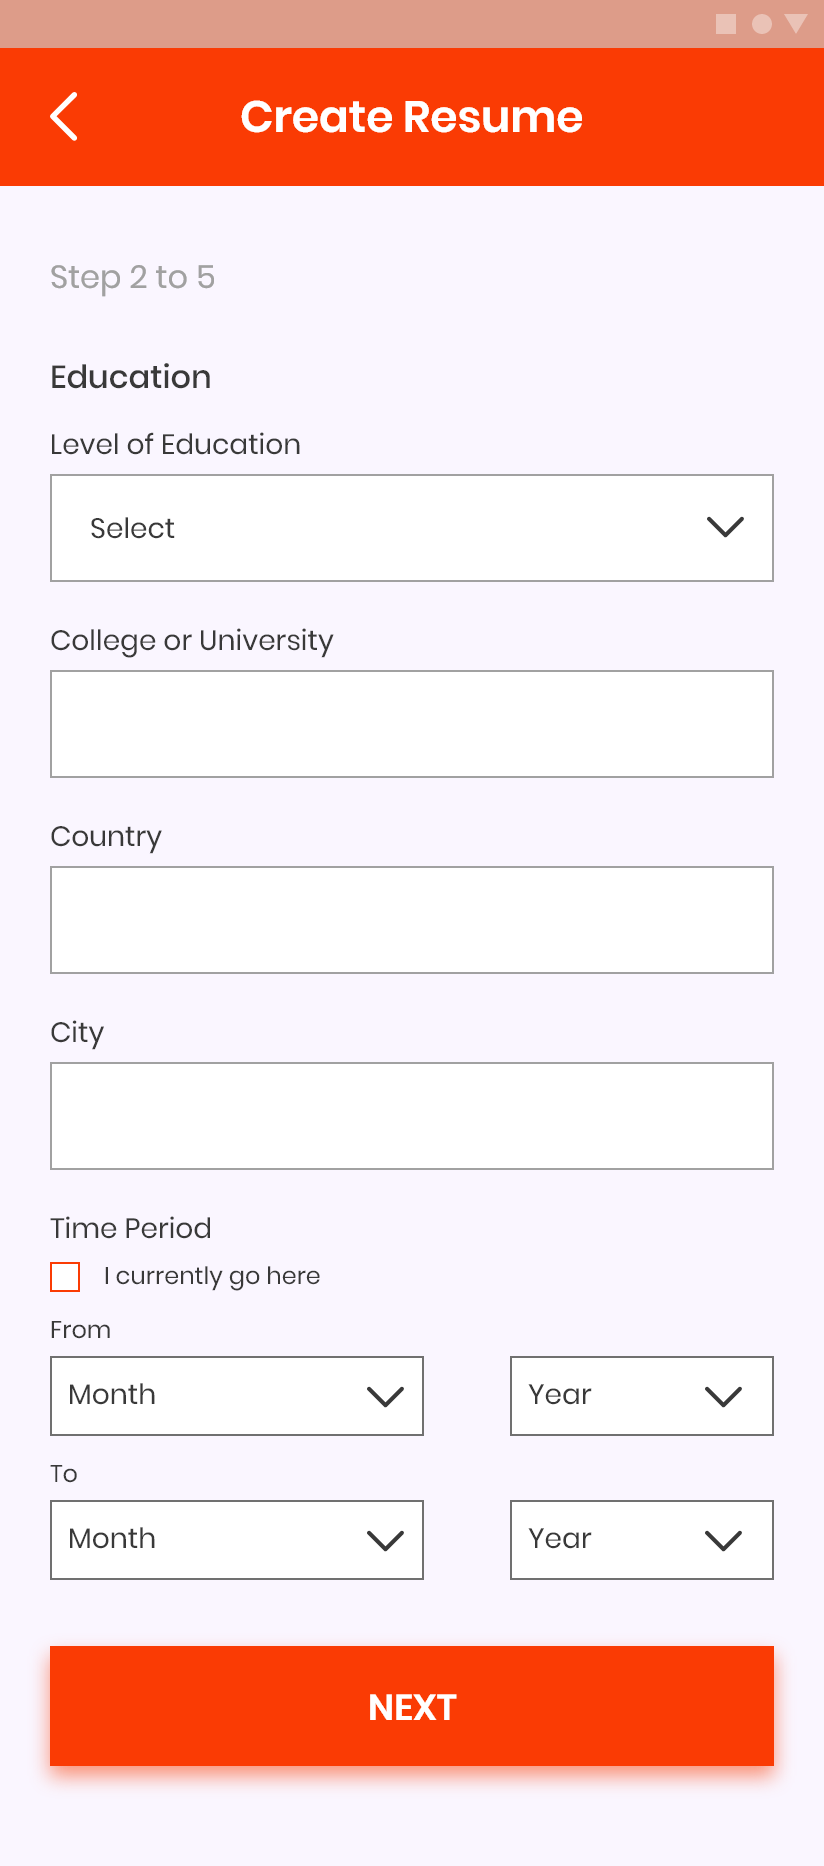 Create Resume
Step 2 to 5
Education
Level of Education
Select
College or University
Country
City
Time Period
I currently go here
From
Month
Year
To
Month
Year
NEXT